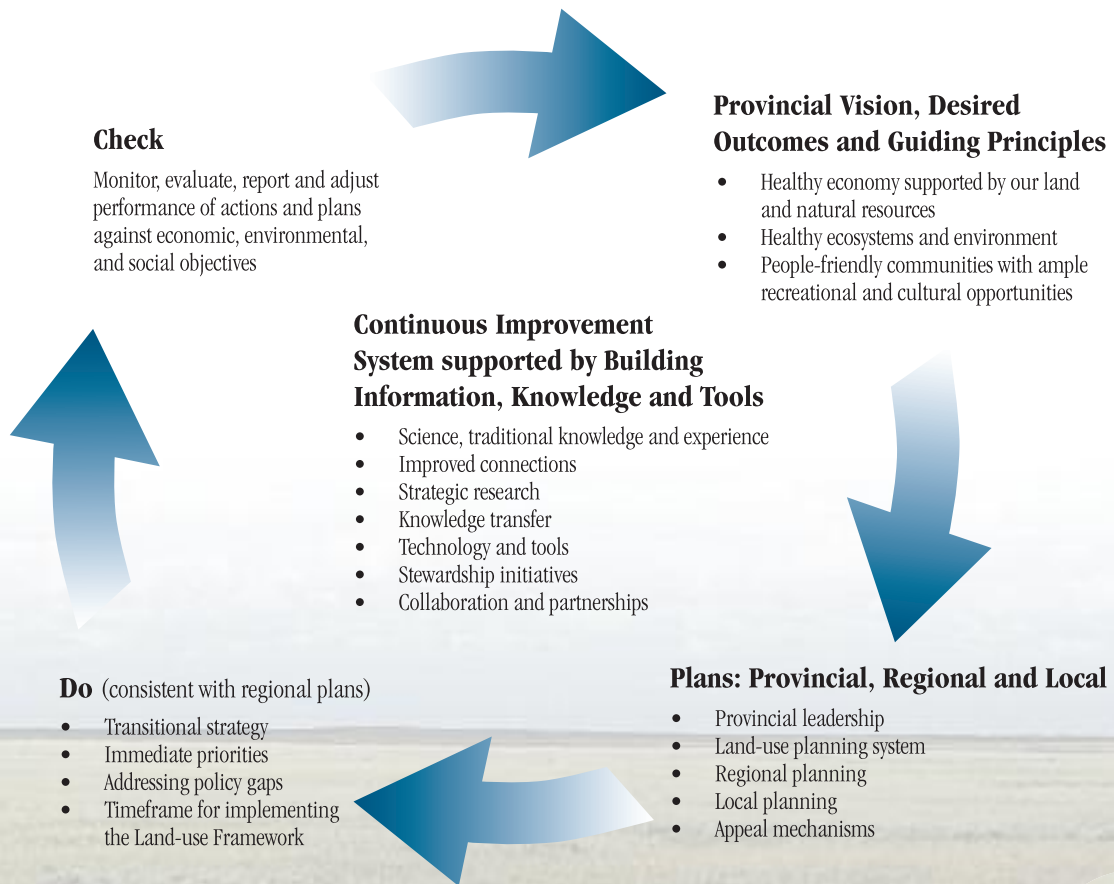 Check
Monitor, evaluate, report and adjust
performance of actions and plans
against economic, environmental,
and social objectives
Provincial Vision, Desired
Outcomes and Guiding Principles
• Healthy economy supported by our land
and natural resources
• Healthy ecosystems and environment
• People-friendly communities with ample
recreational and cultural opportunities
Continuous Improvement
System supported by Building
Information, Knowledge and Tools
• Science, traditional knowledge and experience
• Improved connections
• Strategic research
• Knowledge transfer
• Technology and tools
• Stewardship initiatives
• Collaboration and partnerships
Do (consistent with regional plans)
• Transitional strategy
• Immediate priorities
• Addressing policy gaps
• Timeframe for implementing
the Land-use Framework
Plans: Provincial, Regional and Local
• Provincial leadership
• Land-use planning system
• Regional planning
• Local planning
• Appeal mechanisms